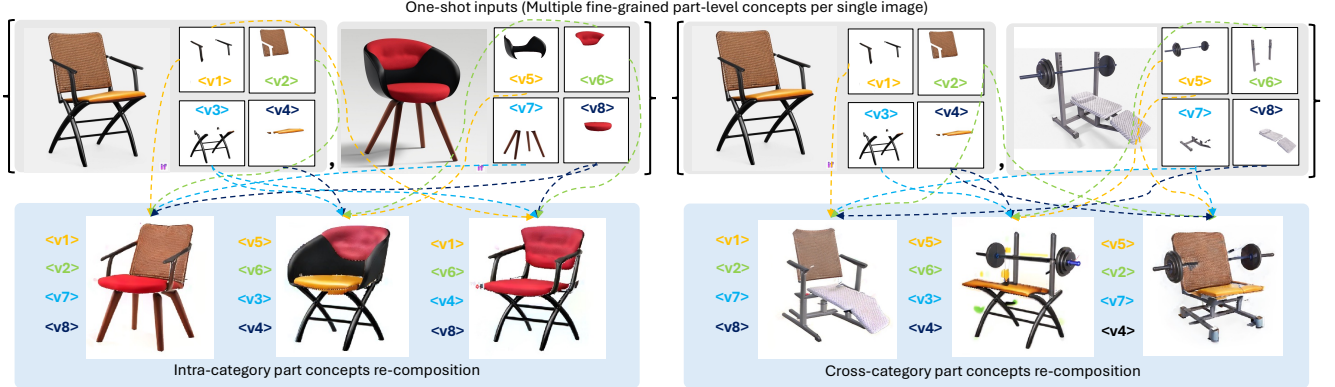 One-shot inputs (Multiple fine-grained part-level concepts per single image)
<v1> <v2>
<v3> <v4>
,
<v5> <v6>
<v7> <v8>
<v1> <v2>
<v3> <v4>
,
<v5> <v6>
<v7> <v8>
<v1>
<v2>
<v7>
<v8>
<v5>
<v6>
<v3>
<v4>
<v1>
<v6>
<v4>
<v8>
Intra-category part concepts re-composition
<v1>
<v2>
<v7>
<v8>
<v5>
<v6>
<v3>
<v4>
<v5>
<v2>
<v7>
<v4>
Cross-category part concepts re-composition